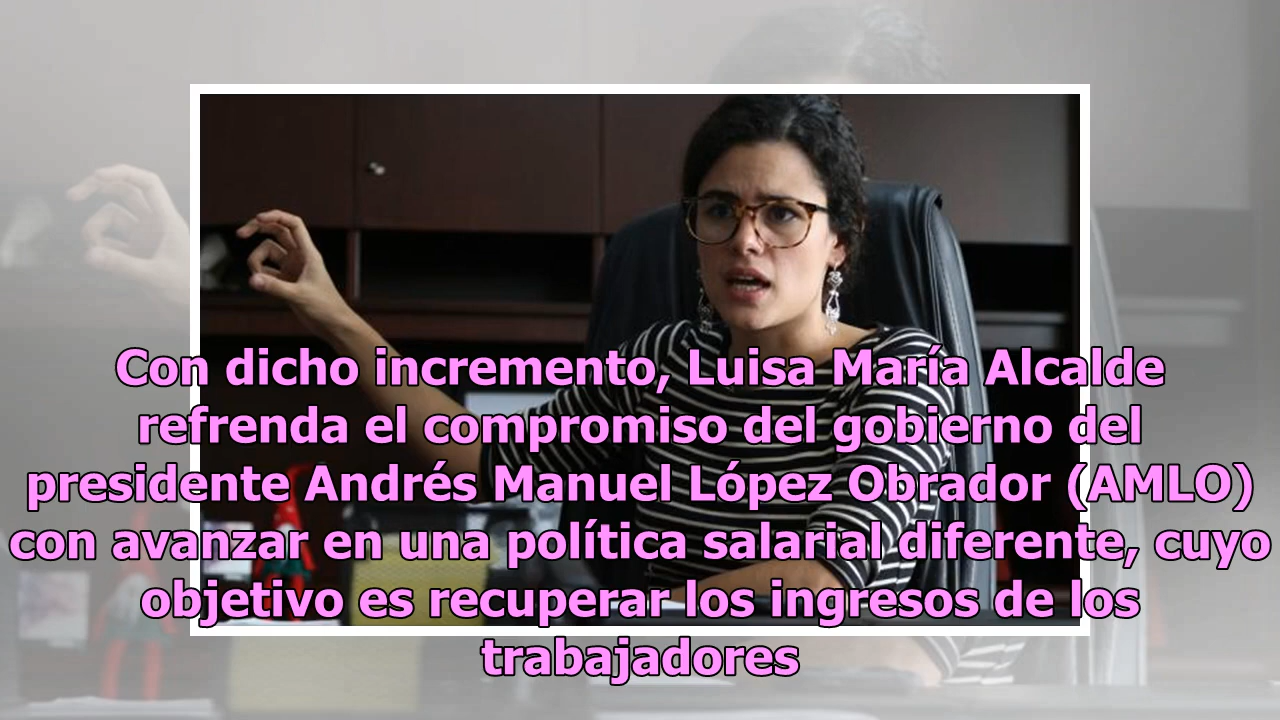 Con dicho incremento, Luisa María Alcalde
refrenda el compromiso del gobierno del
presidente Andrés Manuel López Obrador (AMLO)
con avanzar en una política salarial diferente, cuyo
objetivo es recuperar los ingresos de los
trabajadores